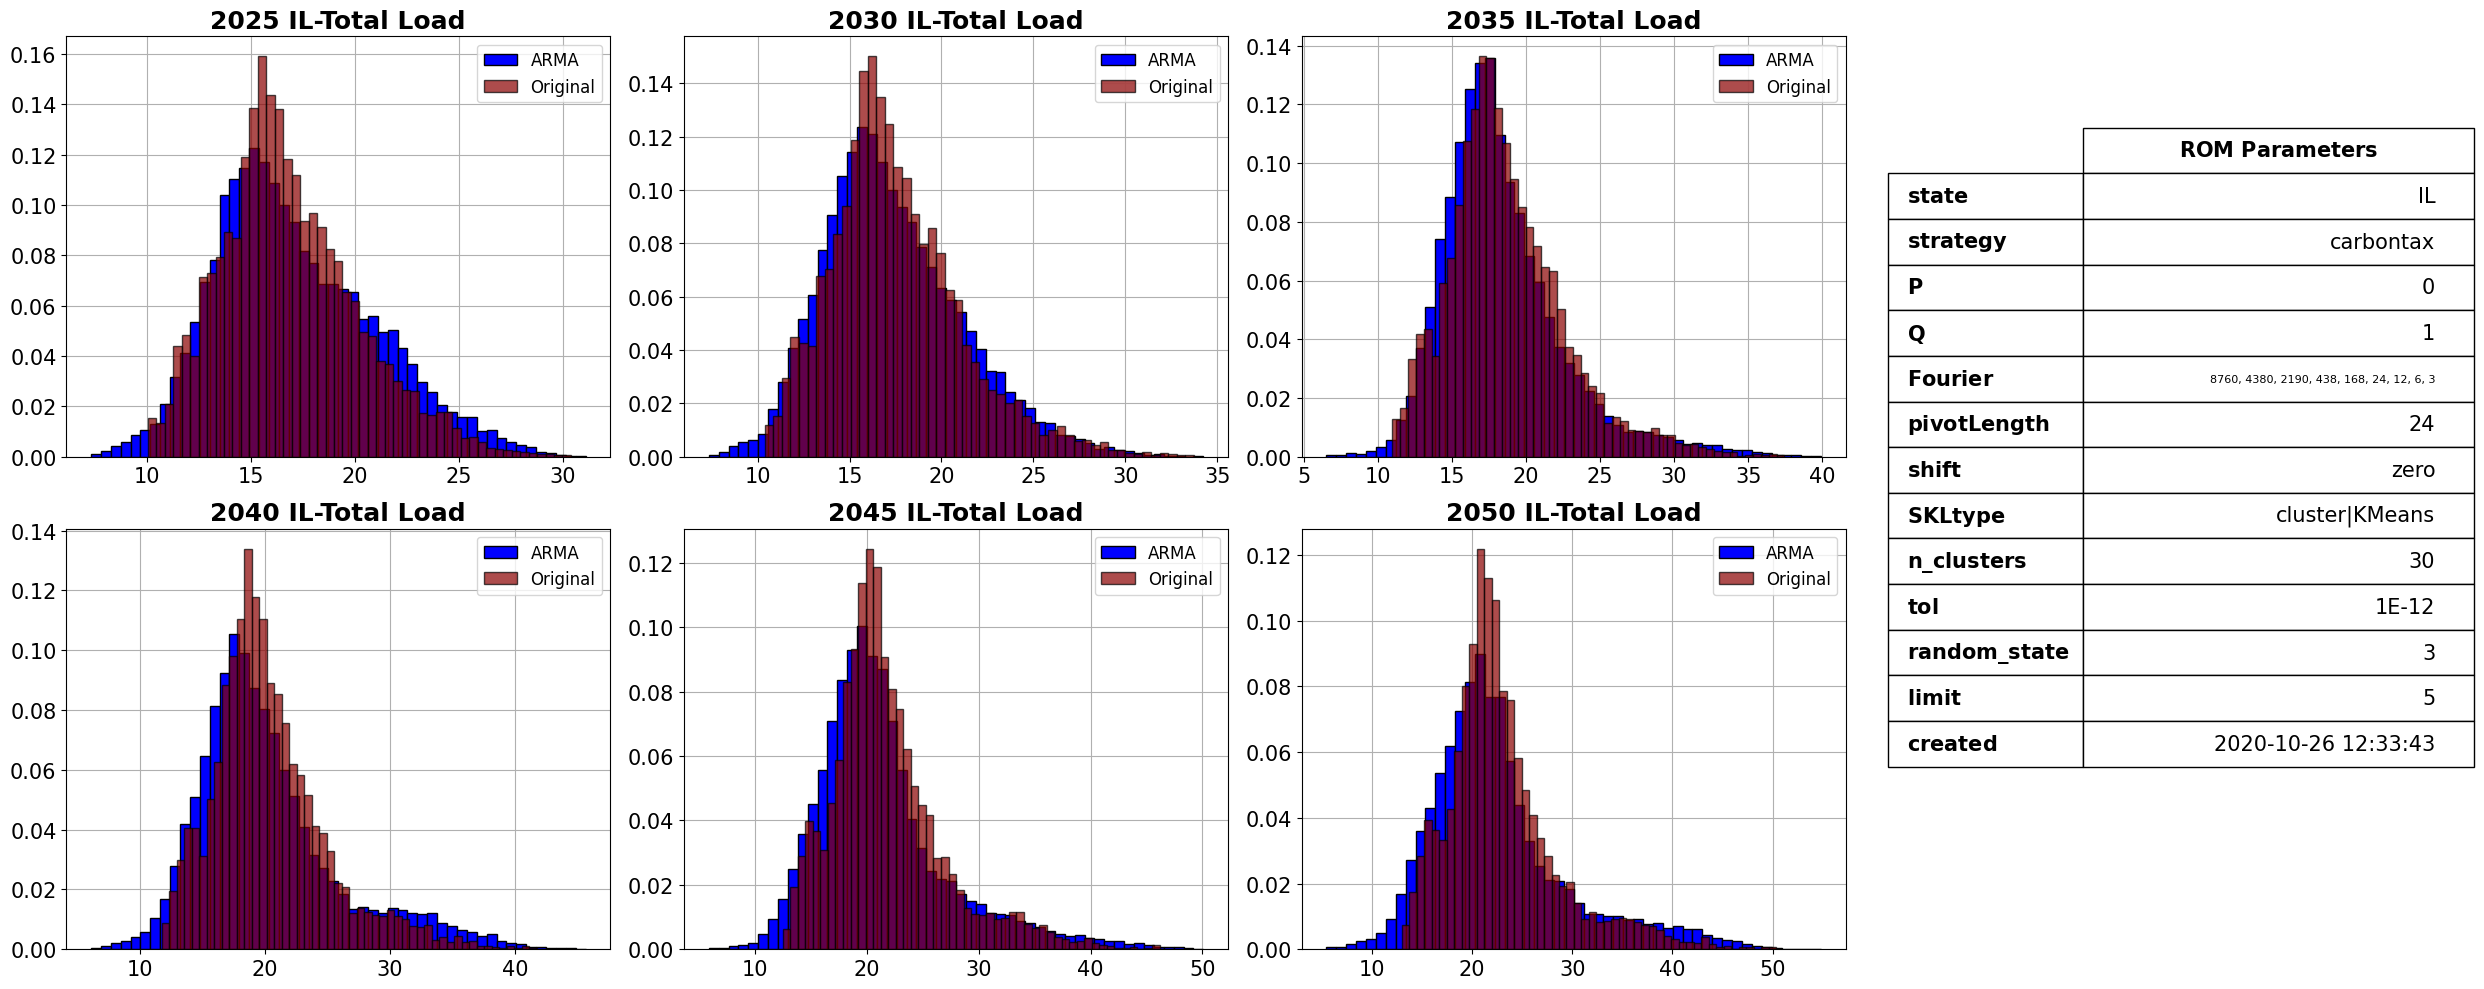 2025 IL-Total Load
ARMA
Original
0.16
0.14
0.12
0.10
0.08
0.06
0.04
0.02
0.00
10 15 20 25 30
2030 IL-Total Load
ARMA
Original
0.14
0.12
0.10
0.08
0.06
0.04
0.02
0.00
10 15 20 25 30 35
2035 IL-Total Load
ARMA
Original
0.14
0.12
0.10
0.08
0.06
0.04
0.02
0.00
5 10 15 20 25 30 35 40
2040 IL-Total Load
ARMA
Original
0.14
0.12
0.10
0.08
0.06
0.04
0.02
0.00
10 20 30 40
2045 IL-Total Load
ARMA
Original
0.12
0.10
0.08
0.06
0.04
0.02
0.00
10 20 30 40 50
2050 IL-Total Load
ARMA
Original
0.12
0.10
0.08
0.06
0.04
0.02
0.00
10 20 30 40 50
ROM Parameters
state IL
strategy carbontax
P 0
Q 1
Fourier 8760, 4380, 2190, 438, 168, 24, 12, 6, 3
pivotLength 24
shift zero
SKLtype cluster|KMeans
n_clusters 30
tol 1E-12
random_state 3
limit 5
created 2020-10-26 12:33:43